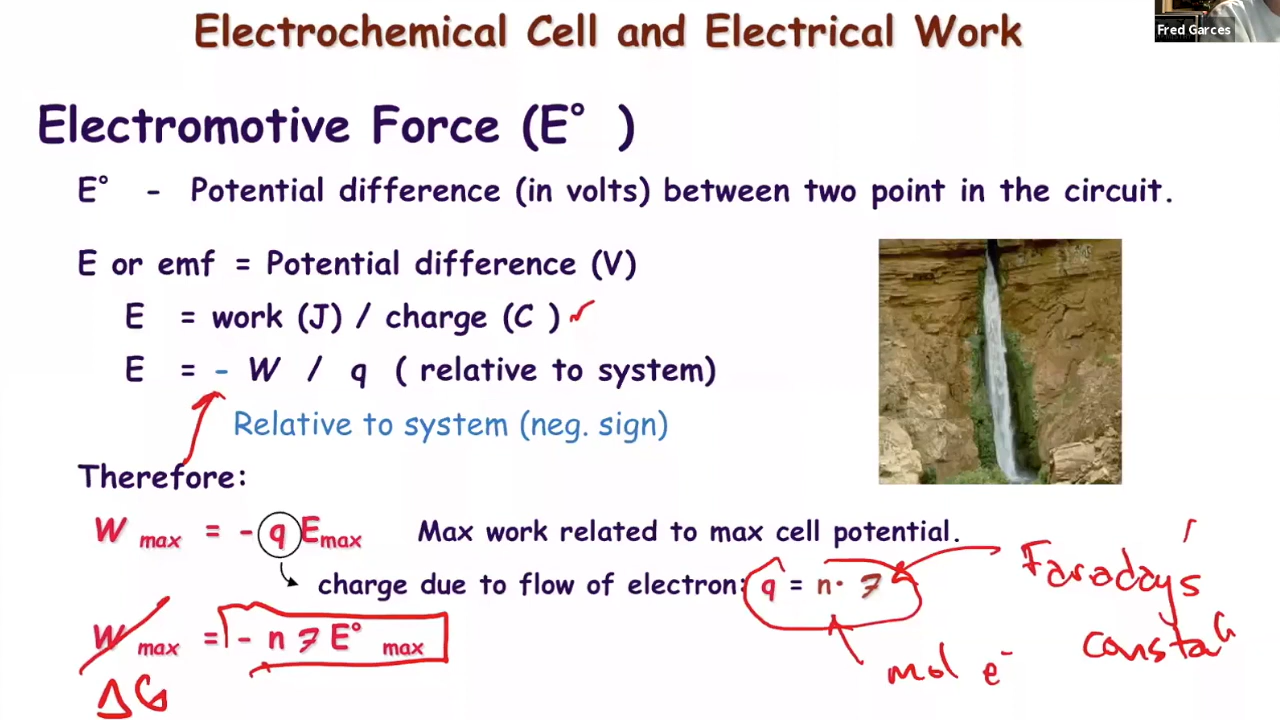 Electrochemical Cell and Electrical Work
Fred Garces
Electromotive Force (E° )
E° - Potential difference (in volts) between two point in the circuit.
E or emf = Potential difference (V)
E = work (J) / charge (C ) ✓
E = - W / q ( relative to system)
Relative to system (neg. sign)
Therefore:
W max = - q Emax Max work related to max cell potential.
charge due to flow of electron: q = n· F
Faradays
W max = - n F E° max
constant
mol e⁻
ΔG